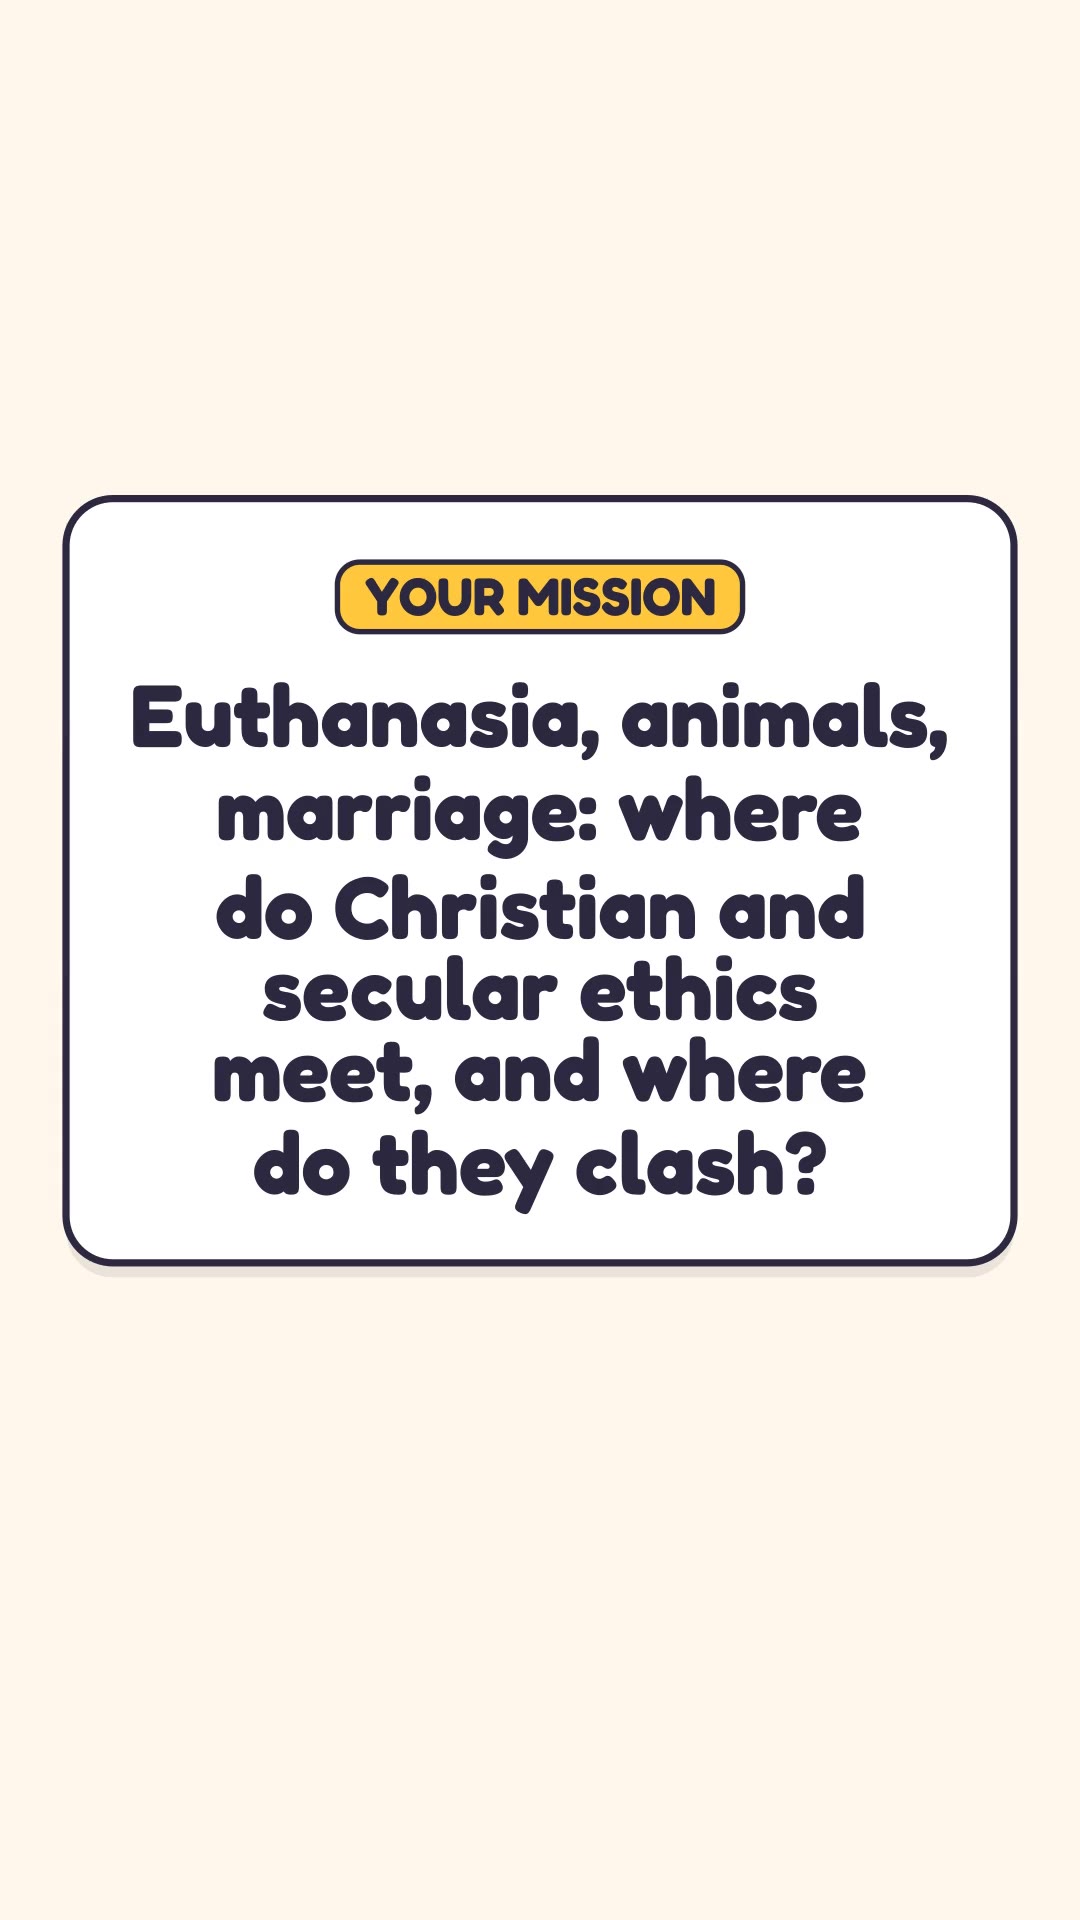 YOUR MISSION
Euthanasia, animals,
marriage: where
do Christian and
secular ethics
meet, and where
do they clash?